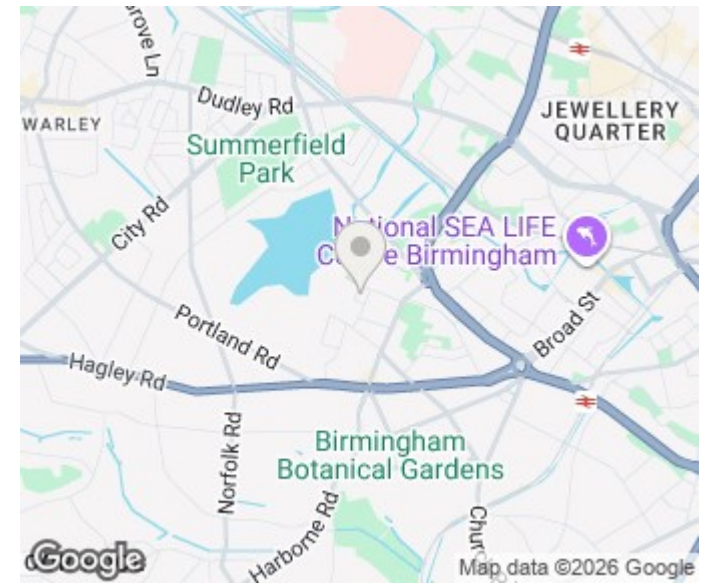 Grove Ln
Dudley Rd
WARLEY
JEWELLERY
QUARTER
Summerfield
Park
City Rd
National SEA LIFE
Birmingham
Portland Rd
Broad St
Hagley Rd
Norfolk Rd
Birmingham
Botanical Gardens
Harborne Rd
Google
Map data ©2026 Google